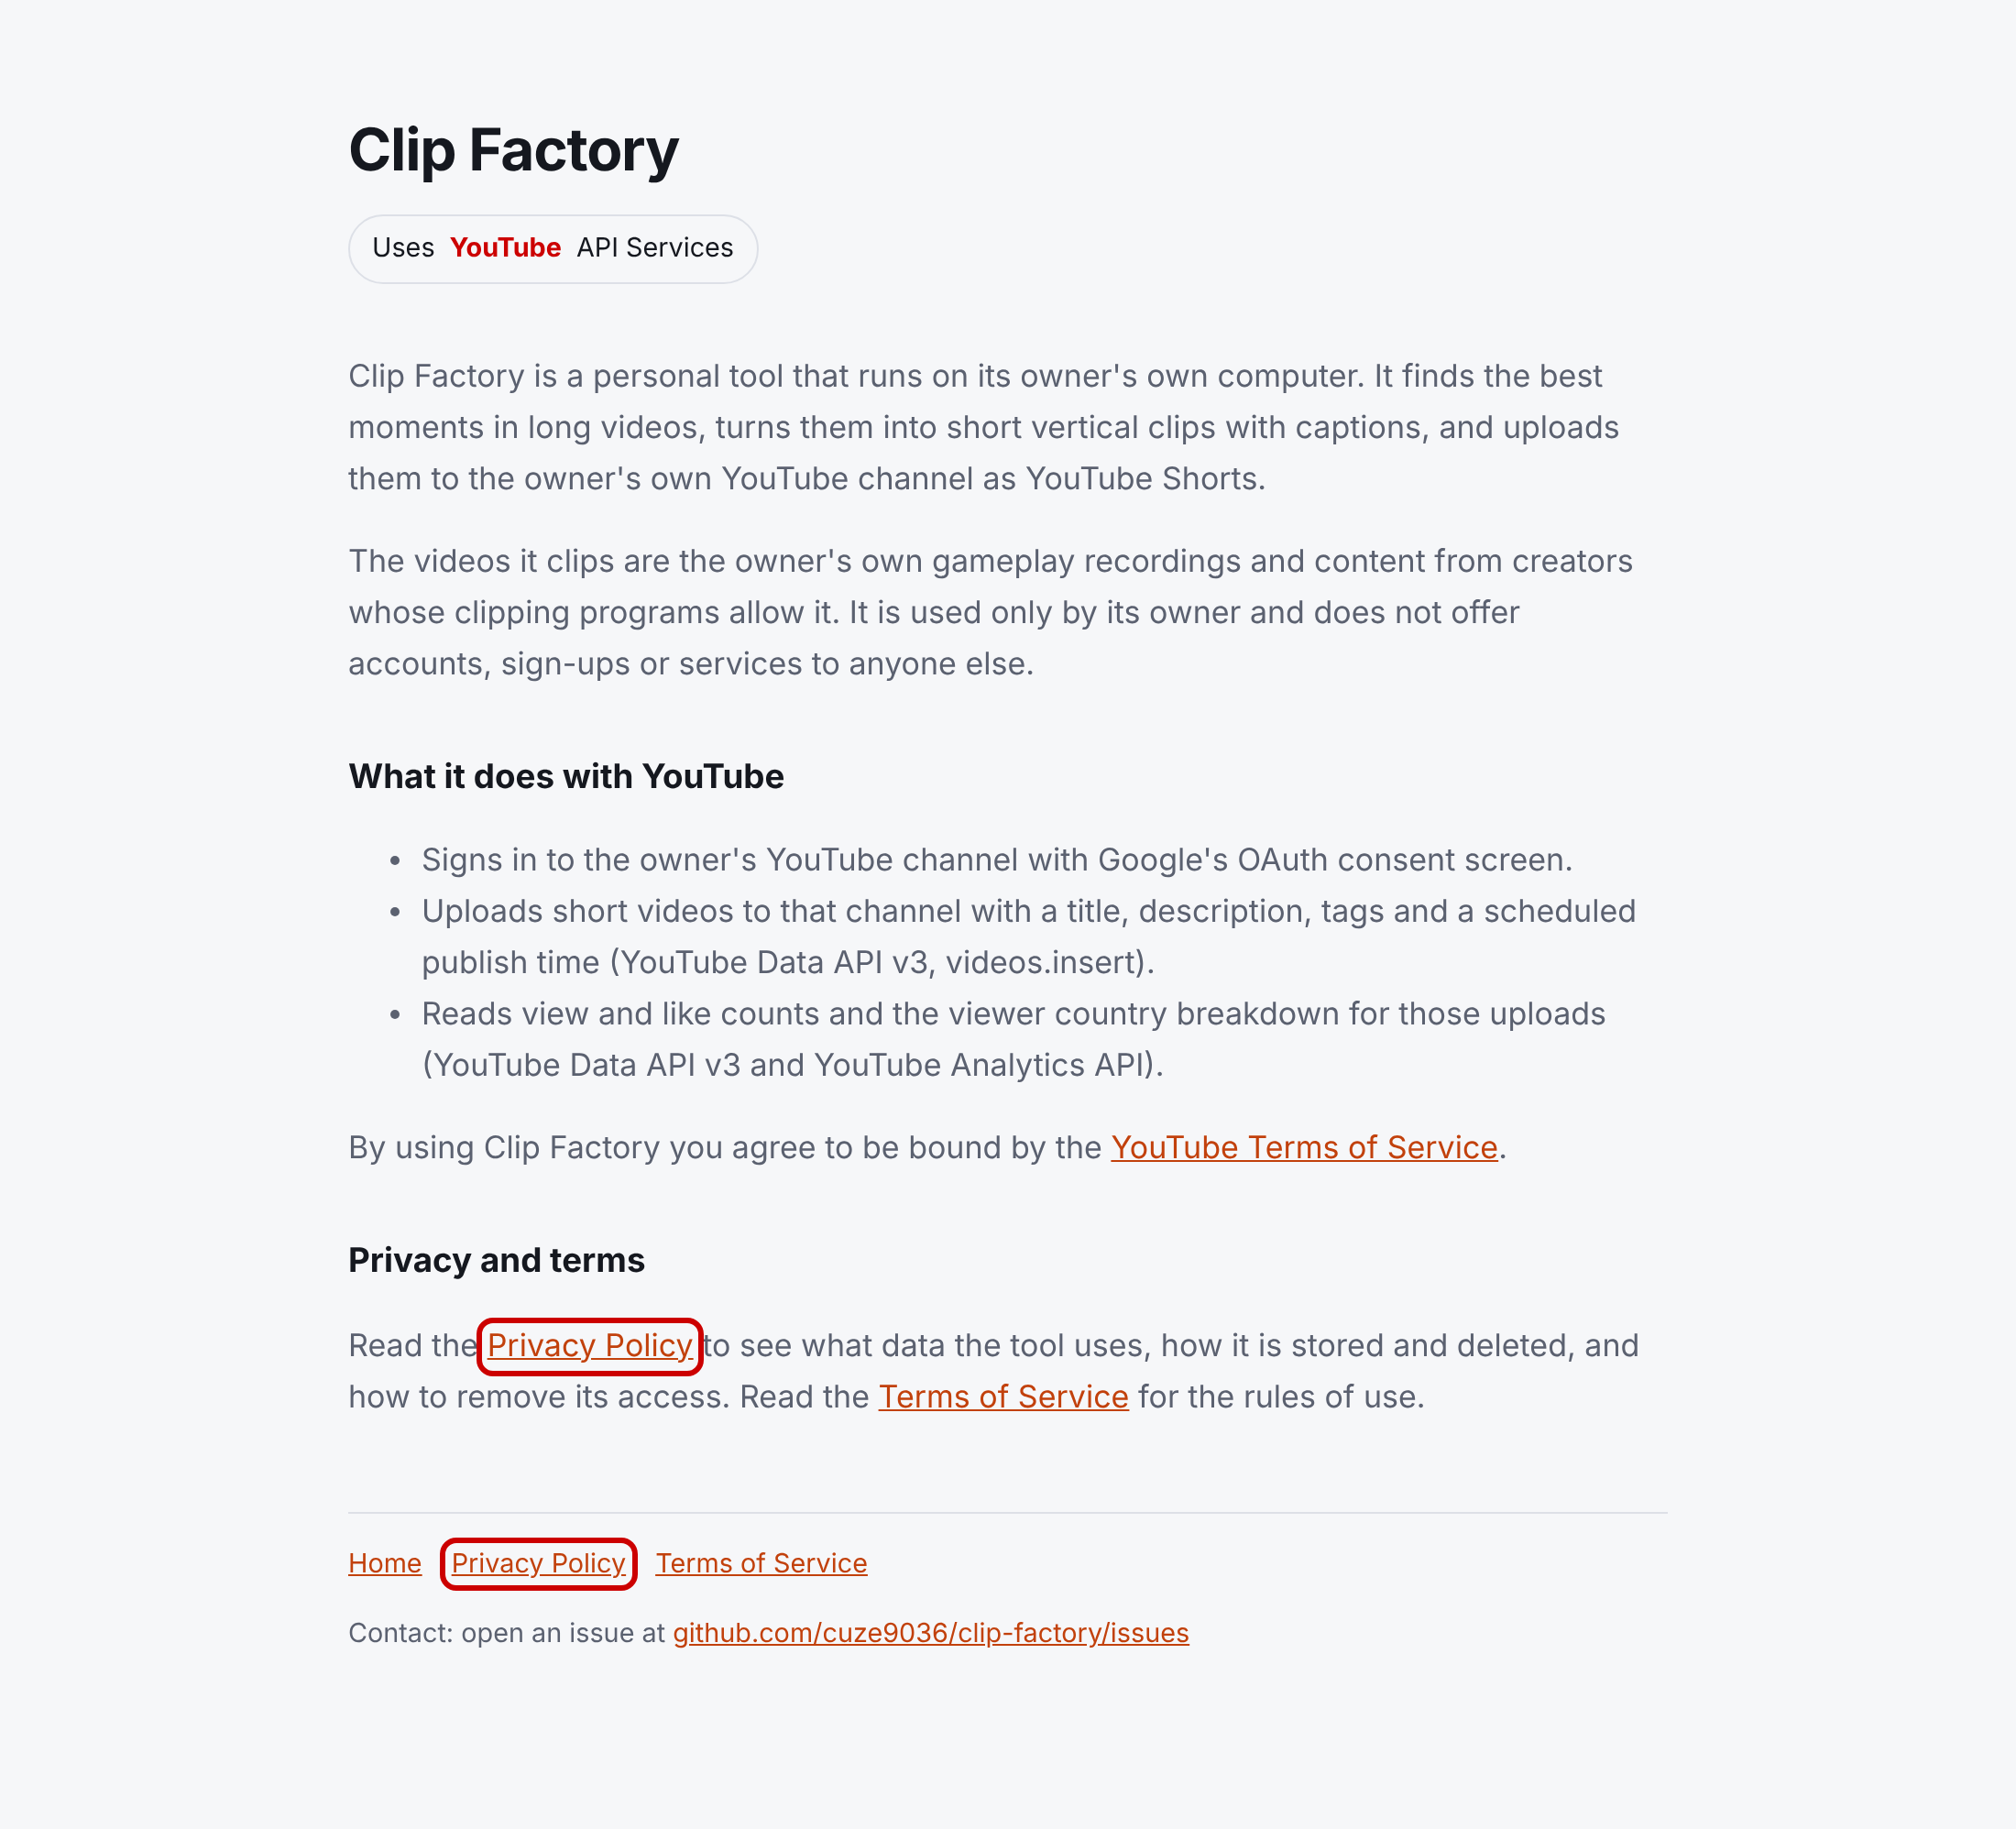 Clip Factory
Uses YouTube API Services
Clip Factory is a personal tool that runs on its owner's own computer. It finds the best
moments in long videos, turns them into short vertical clips with captions, and uploads
them to the owner's own YouTube channel as YouTube Shorts.
The videos it clips are the owner's own gameplay recordings and content from creators
whose clipping programs allow it. It is used only by its owner and does not offer
accounts, sign-ups or services to anyone else.
What it does with YouTube
• Signs in to the owner's YouTube channel with Google's OAuth consent screen.
• Uploads short videos to that channel with a title, description, tags and a scheduled
publish time (YouTube Data API v3, videos.insert).
• Reads view and like counts and the viewer country breakdown for those uploads
(YouTube Data API v3 and YouTube Analytics API).
By using Clip Factory you agree to be bound by the YouTube Terms of Service.
Privacy and terms
Read the Privacy Policy to see what data the tool uses, how it is stored and deleted, and
how to remove its access. Read the Terms of Service for the rules of use.
Home Privacy Policy Terms of Service
Contact: open an issue at github.com/cuze9036/clip-factory/issues